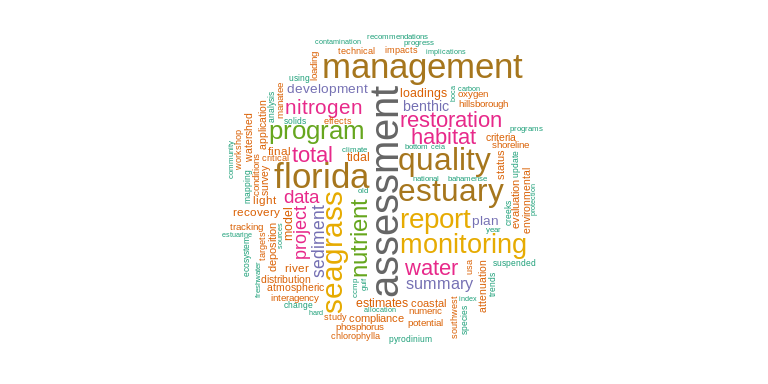 recommendations
contamination
progress
technical
impacts
implications
management
loading
using
development
loadings
oxygen
boca
carbon
manatee
analysis
nitrogen
benthic
hillsborough
solids
effects
restoration
program
habitat
programs
criteria
shoreline
application
watershed
workshop
community
final
total
climate
tidal
bottom
cela
quality
status
update
critical
florida
assessment
national
bahamense
conditions
survey
mapping
light
data
old
estuary
environmental
evaluation
protection
creeks
recovery
seagrass
nutrient
report
plan
year
tracking
project
sediment
model
estuarine
targets
sources
deposition
monitoring
ecosystem
freshwater
river
water
usa
suspended
distribution
ccmp
gulf
summary
attenuation
trends
atmospheric
interagency
change
estimates
coastal
index
hard
allocation
numeric
study
compliance
potential
southwest
species
phosphorus
chlorophylla
pyrodinium